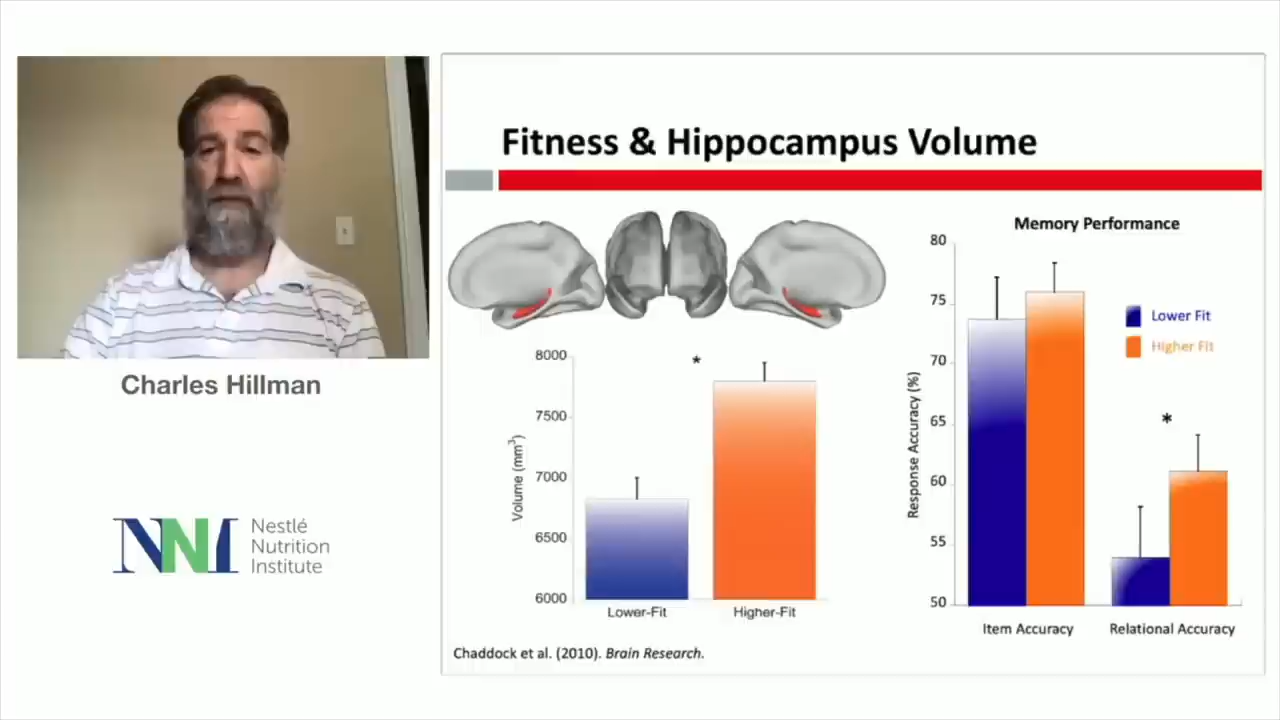 Charles Hillman
NNI
Nestlé
Nutrition
Institute
Fitness & Hippocampus Volume
8000
7500
7000
6500
6000
Volume (mm³)
*
Lower-Fit
Higher-Fit
Chaddock et al. (2010). Brain Research.
Memory Performance
80
75
70
65
60
55
50
Response Accuracy (%)
Lower Fit
Higher Fit
*
Item Accuracy
Relational Accuracy